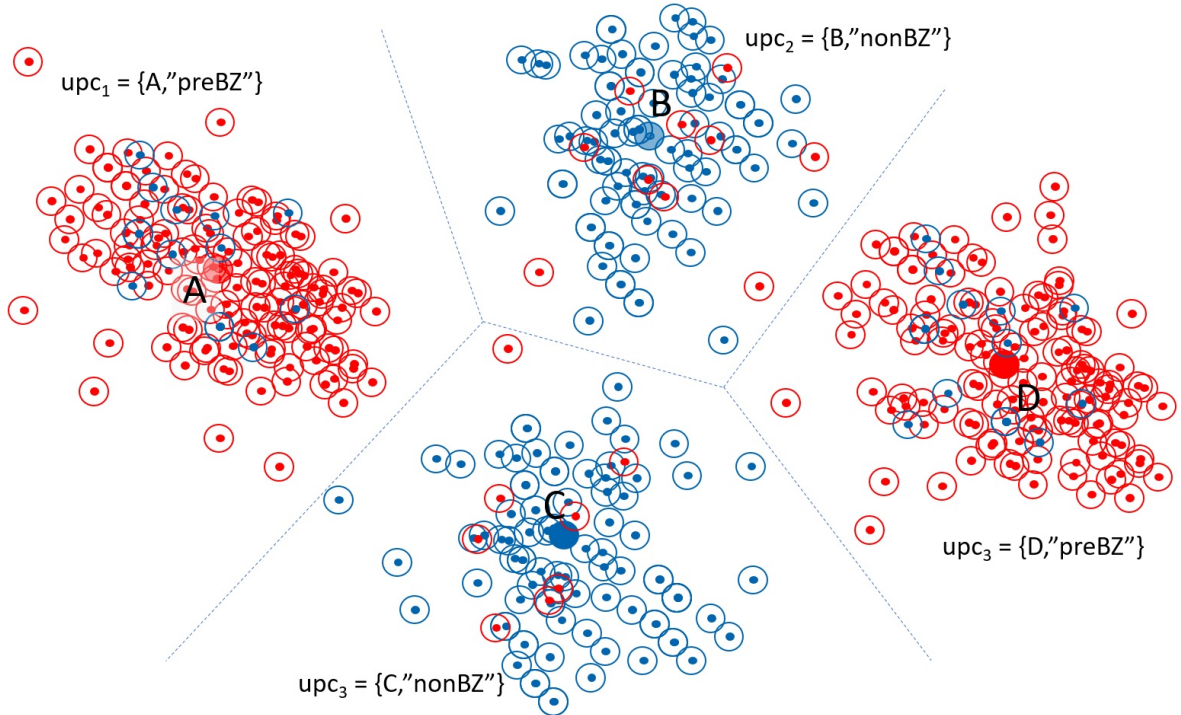 upc₂ = {B,”nonBZ”}
upc₁ = {A,”preBZ”}
B
A
D
C
upc₃ = {D,”preBZ”}
upc₃ = {C,”nonBZ”}